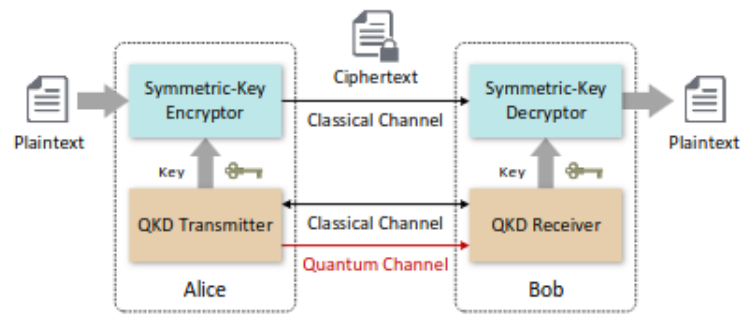 Ciphertext
Plaintext
Symmetric-Key
Encryptor
Classical Channel
Symmetric-Key
Decryptor
Plaintext
Key
Key
QKD Transmitter
Classical Channel
Quantum Channel
QKD Receiver
Alice
Bob